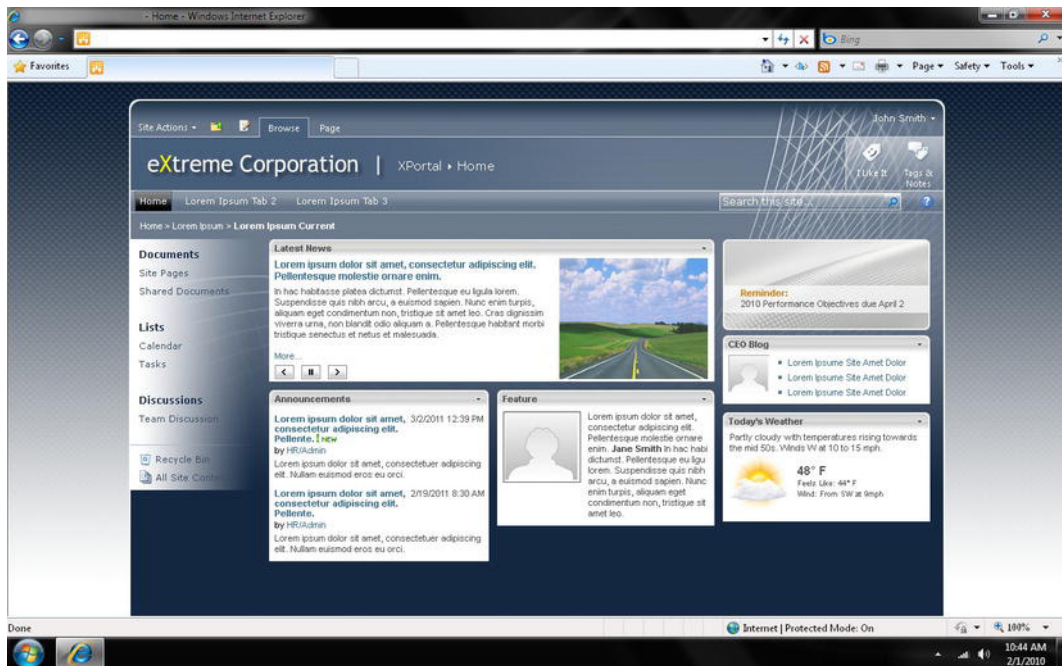 - Home - Windows Internet Explorer
Bing
Favorites
Page Safety Tools
Site Actions Browse Page
John Smith
eXtreme Corporation | XPortal Home
I Like It Tags & Notes
Home Lorem Ipsum Tab 2 Lorem Ipsum Tab 3
Search this site...
Home > Lorem Ipsum > Lorem Ipsum Current
Documents
Site Pages
Shared Documents
Lists
Calendar
Tasks
Discussions
Team Discussion
Recycle Bin
All Site Content
Latest News
Lorem ipsum dolor sit amet, consectetur adipiscing elit.
Pellentesque molestie ornare enim.
In hac habitasse platea dictumst. Pellentesque eu ligula lorem.
Suspendisse quis nibh arcu, a euismod sapien. Nunc enim turpis,
aliquam eget condimentum non, tristique sit amet leo. Cras dignissim
viverra urna, non blandit odio aliquam a. Pellentesque habitant morbi
tristique senectus et netus et malesuada.
More...
Announcements
Lorem ipsum dolor sit amet, 3/2/2011 12:39 PM
consectetur adipiscing elit.
Pellente. ! NEW
by HR/Admin
Lorem ipsum dolor sit amet, consectetuer adipiscing
elit. Nullam euismod eros eu orci.
Lorem ipsum dolor sit amet, 2/19/2011 8:30 AM
consectetur adipiscing elit.
Pellente.
by HR/Admin
Lorem ipsum dolor sit amet, consectetuer adipiscing
elit. Nullam euismod eros eu orci.
Feature
Lorem ipsum dolor sit amet,
consectetur adipiscing elit.
Pellentesque molestie ornare
enim. Jane Smith In hac habi
dictumst. Pellentesque eu ligu
lorem. Suspendisse quis nibh
arcu, a euismod sapien. Nunc
enim turpis, aliquam eget
condimentum non, tristique sit
amet leo.
Reminder:
2010 Performance Objectives due April 2
CEO Blog
Lorem Ipsume Site Amet Dolor
Lorem Ipsume Site Amet Dolor
Lorem Ipsume Site Amet Dolor
Today's Weather
Partly cloudy with temperatures rising towards
the mid 50s. Winds W at 10 to 15 mph.
48° F
Feels Like: 44° F
Wind: From SW at 9mph
Done
Internet | Protected Mode: On
100%
10:44 AM
2/1/2010